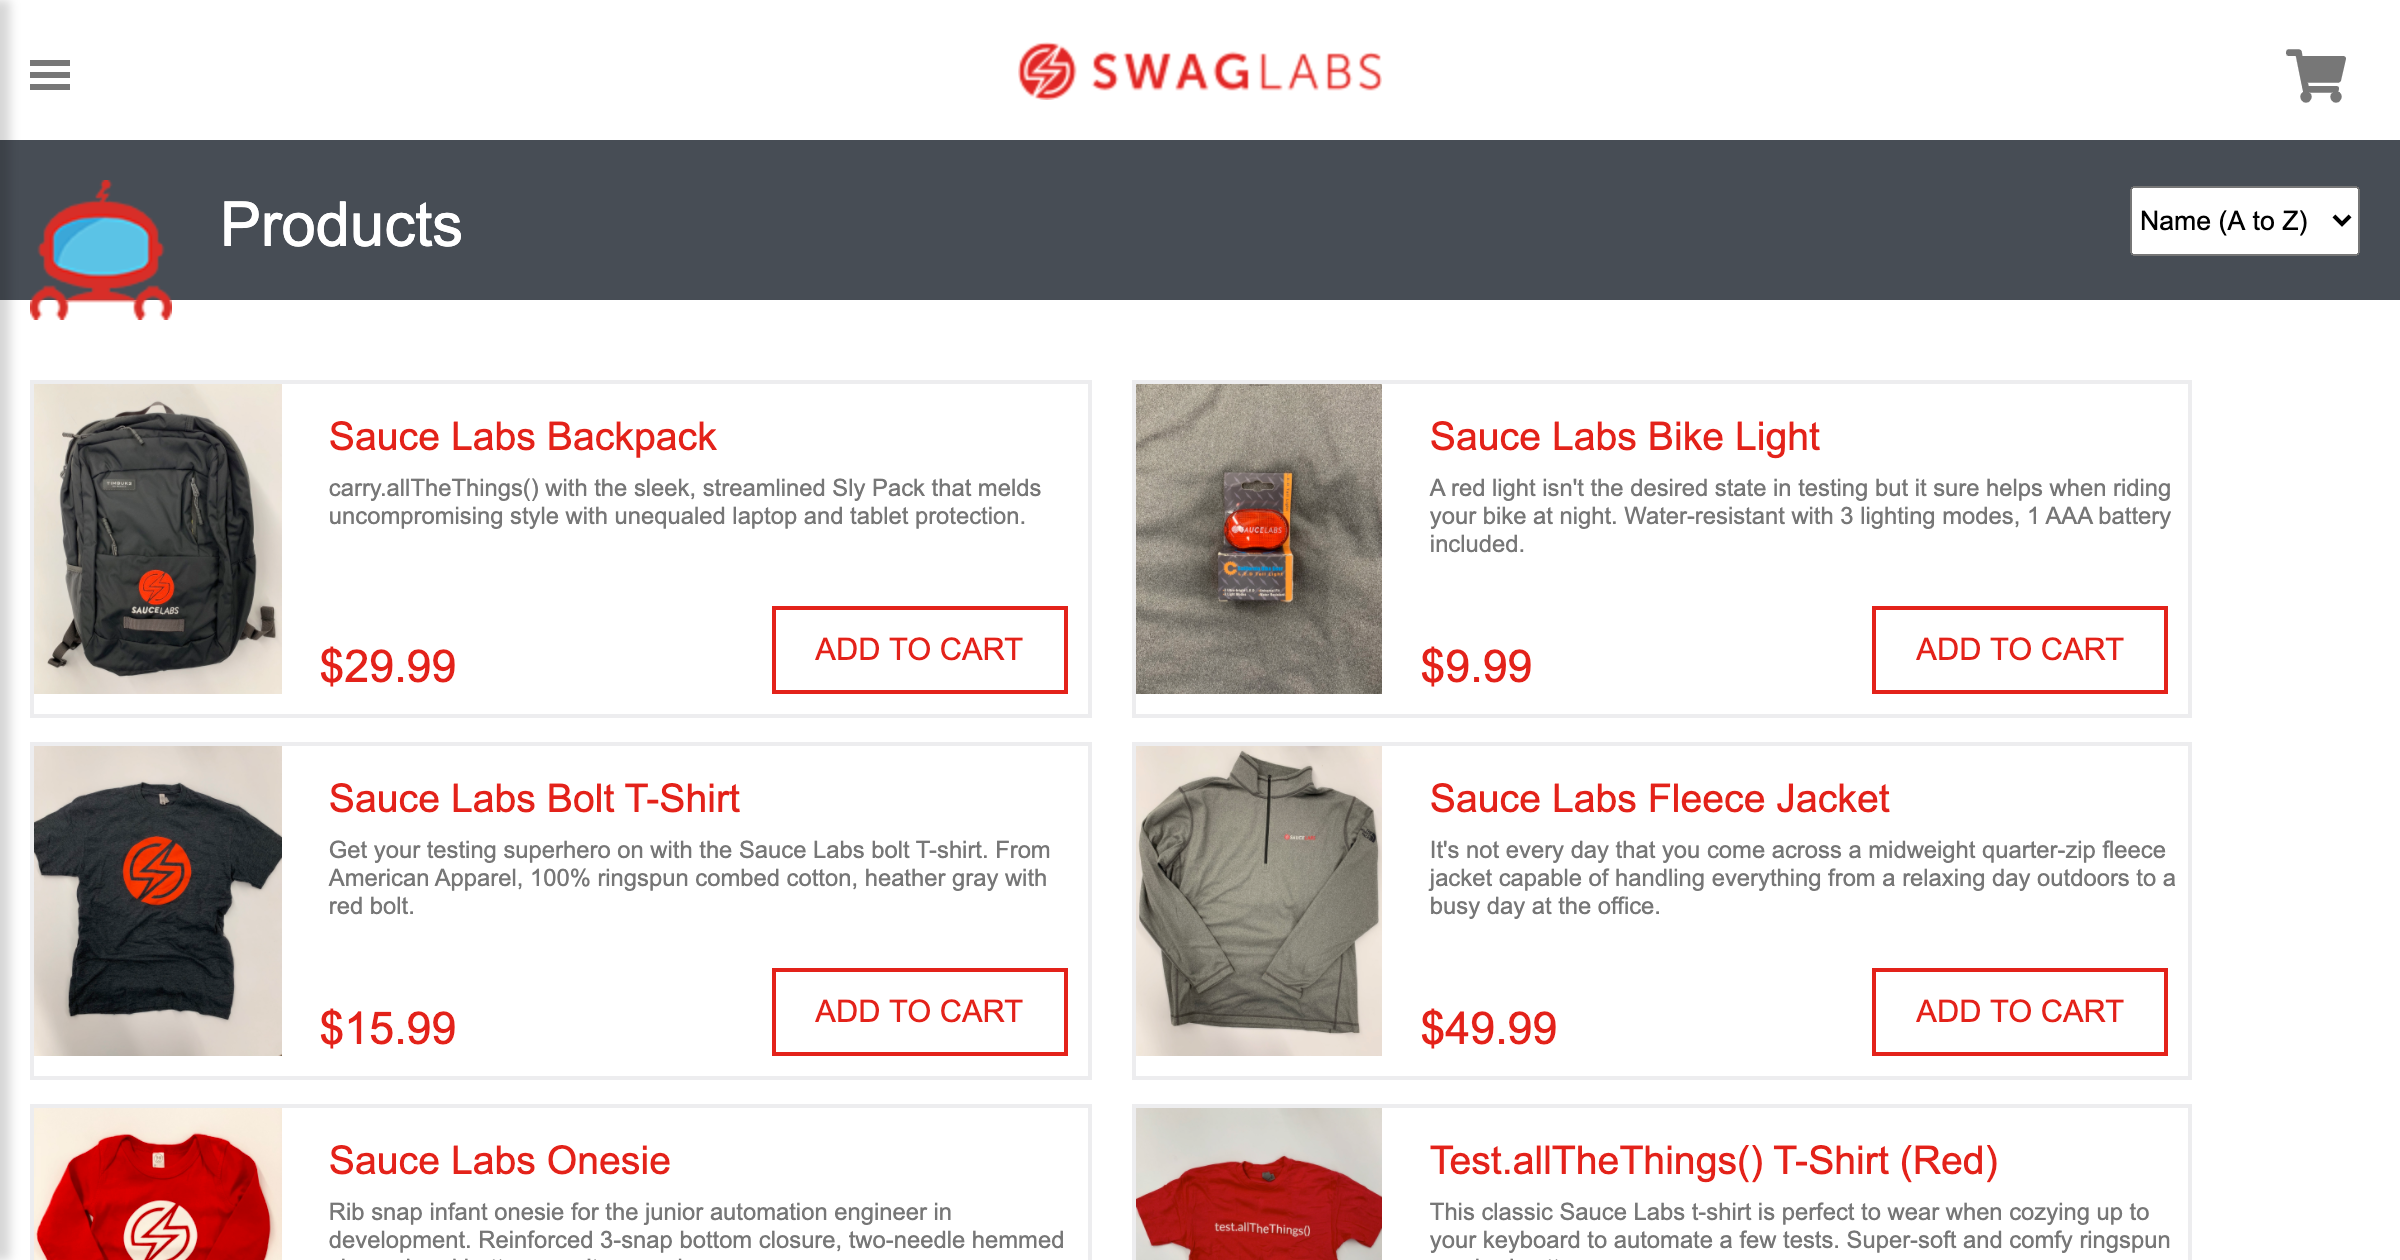 SWAGLABS
Products
Name (A to Z)
Sauce Labs Backpack
carry.allTheThings() with the sleek, streamlined Sly Pack that melds
uncompromising style with unequaled laptop and tablet protection.
$29.99
ADD TO CART
SAUCELABS
Sauce Labs Bike Light
A red light isn't the desired state in testing but it sure helps when riding
your bike at night. Water-resistant with 3 lighting modes, 1 AAA battery
included.
$9.99
ADD TO CART
SAUCELABS
Sauce Labs Bolt T-Shirt
Get your testing superhero on with the Sauce Labs bolt T-shirt. From
American Apparel, 100% ringspun combed cotton, heather gray with
red bolt.
$15.99
ADD TO CART
Sauce Labs Fleece Jacket
It's not every day that you come across a midweight quarter-zip fleece
jacket capable of handling everything from a relaxing day outdoors to a
busy day at the office.
$49.99
ADD TO CART
Sauce Labs Onesie
Rib snap infant onesie for the junior automation engineer in
development. Reinforced 3-snap bottom closure, two-needle hemmed
Test.allTheThings() T-Shirt (Red)
This classic Sauce Labs t-shirt is perfect to wear when cozying up to
your keyboard to automate a few tests. Super-soft and comfy ringspun
test.allTheThings()